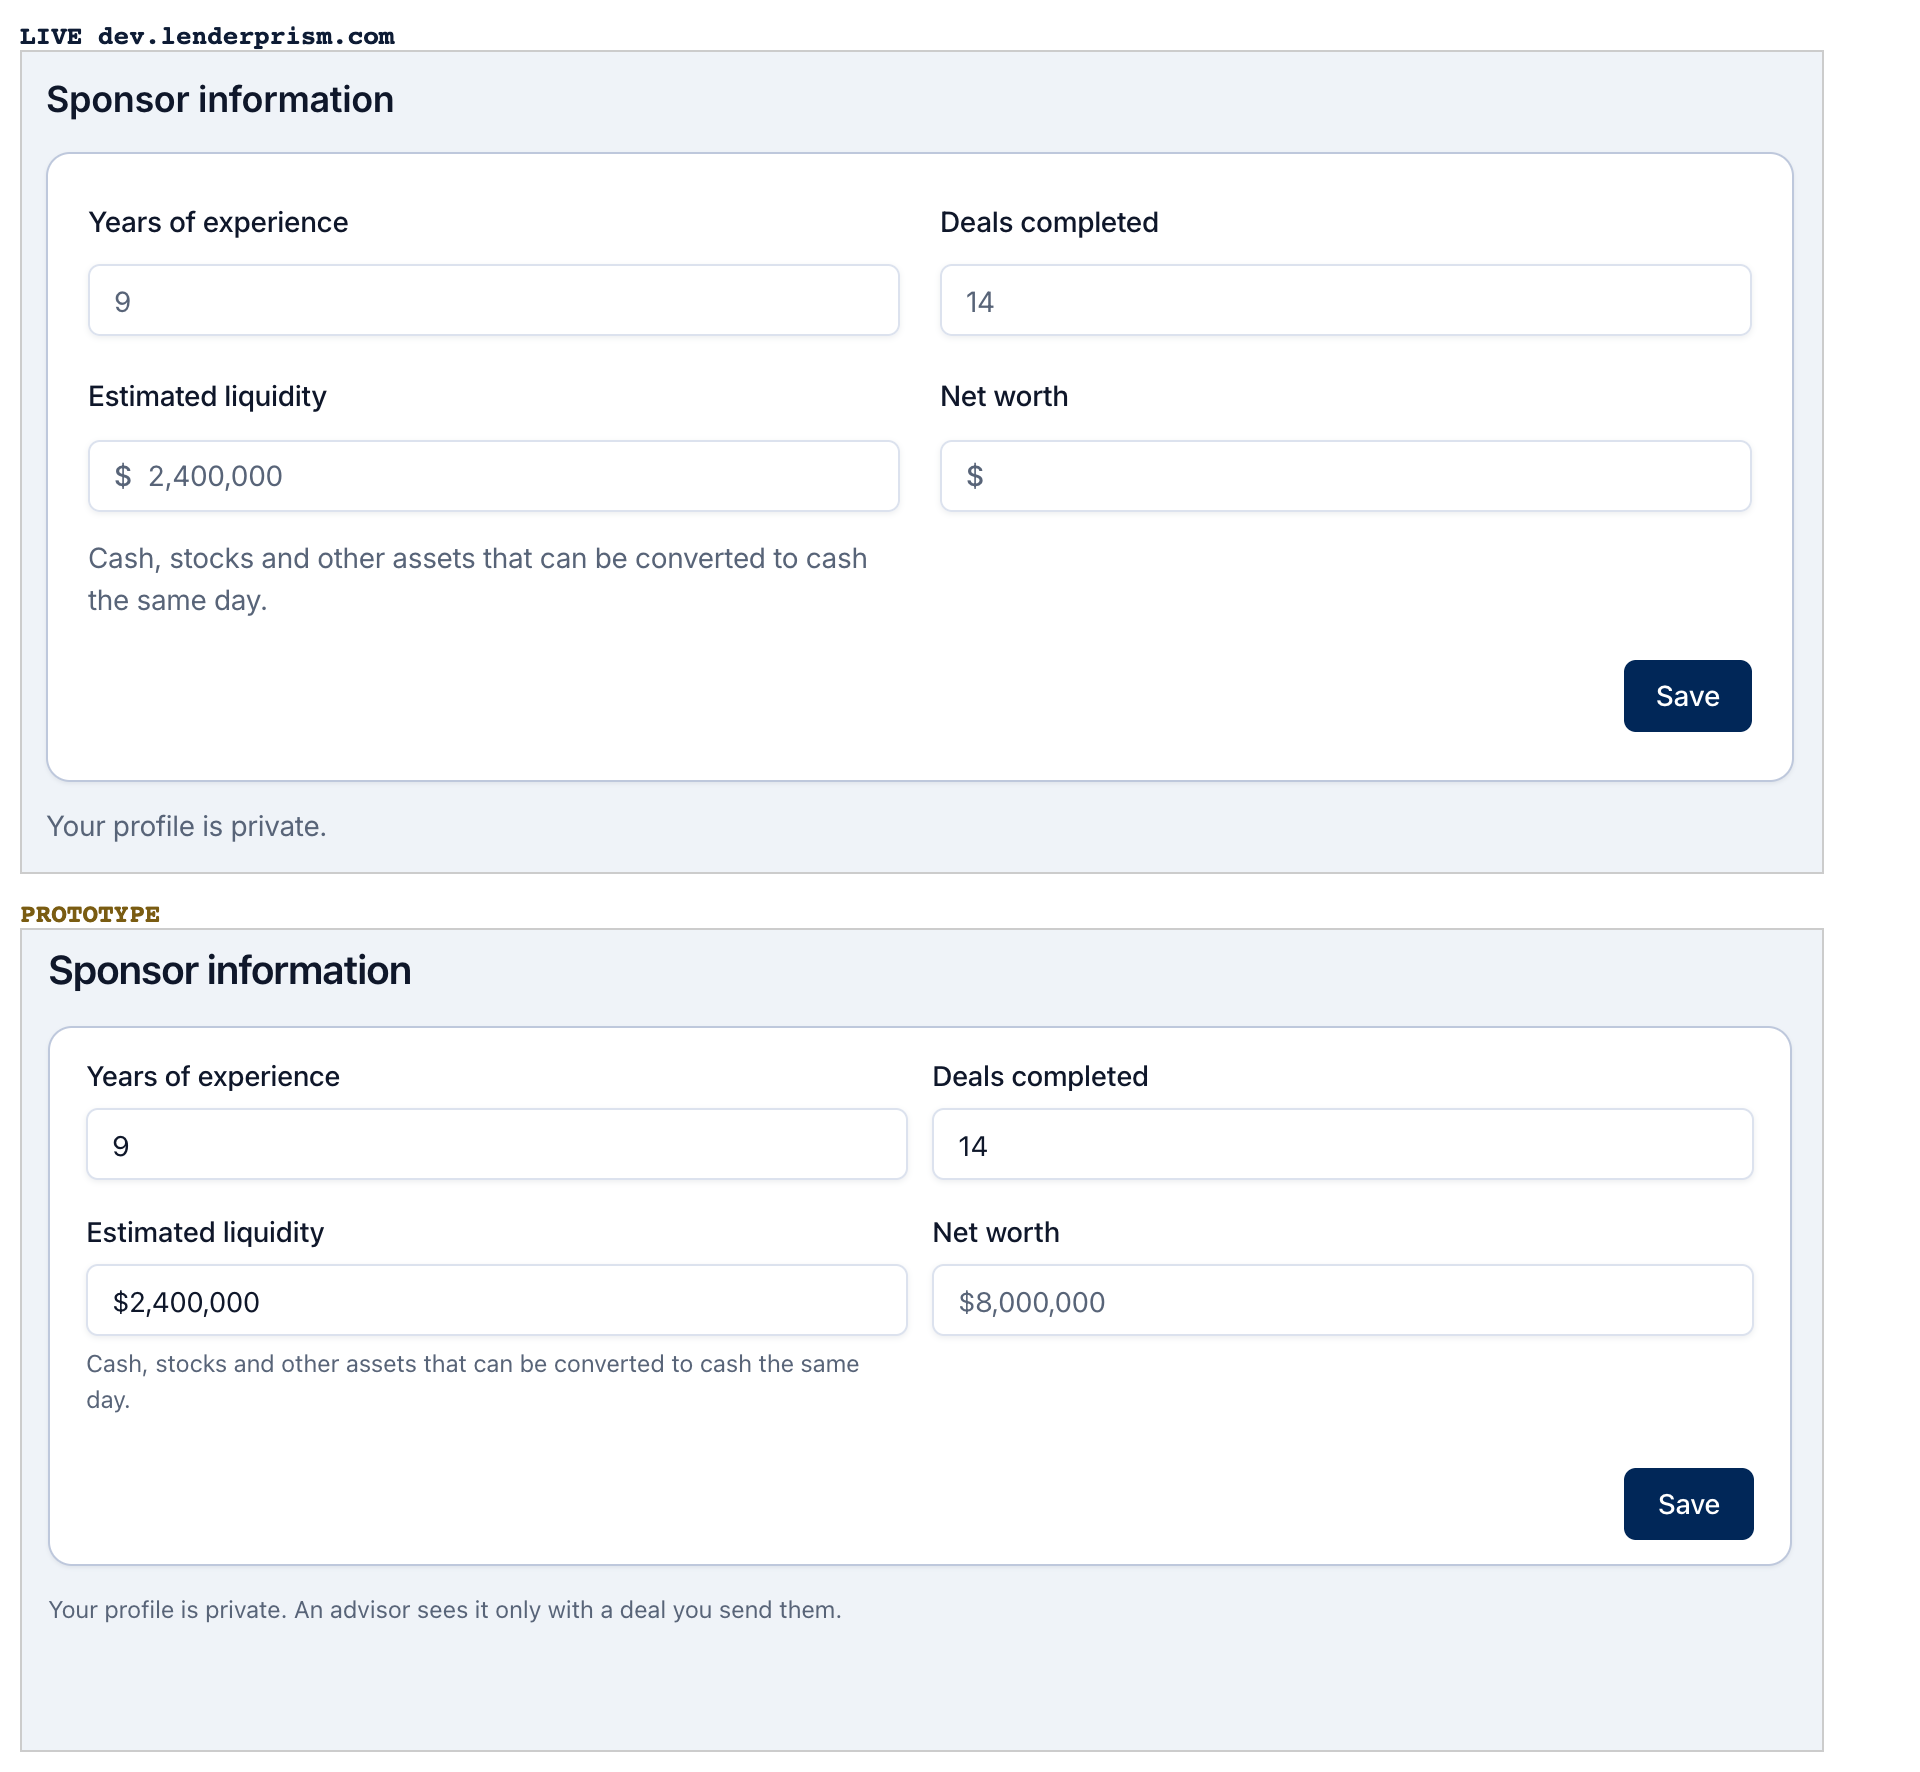 LIVE dev.lenderprism.com
Sponsor information
Years of experience
Deals completed
9
14
Estimated liquidity
Net worth
$ 2,400,000
$
Cash, stocks and other assets that can be converted to cash
the same day.
Save
Your profile is private.
PROTOTYPE
Sponsor information
Years of experience
Deals completed
9
14
Estimated liquidity
Net worth
$2,400,000
$8,000,000
Cash, stocks and other assets that can be converted to cash the same
day.
Save
Your profile is private. An advisor sees it only with a deal you send them.